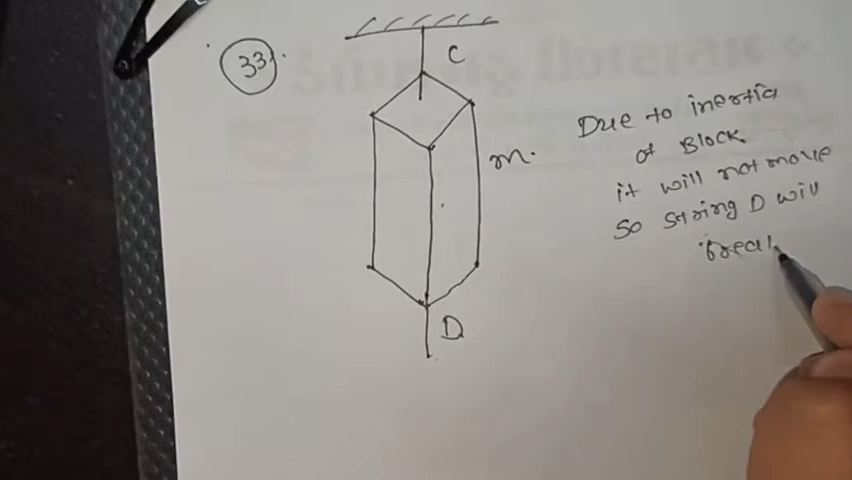 33
C
m.
D
Due to inertia
of Block
it will not move
So string D will
break